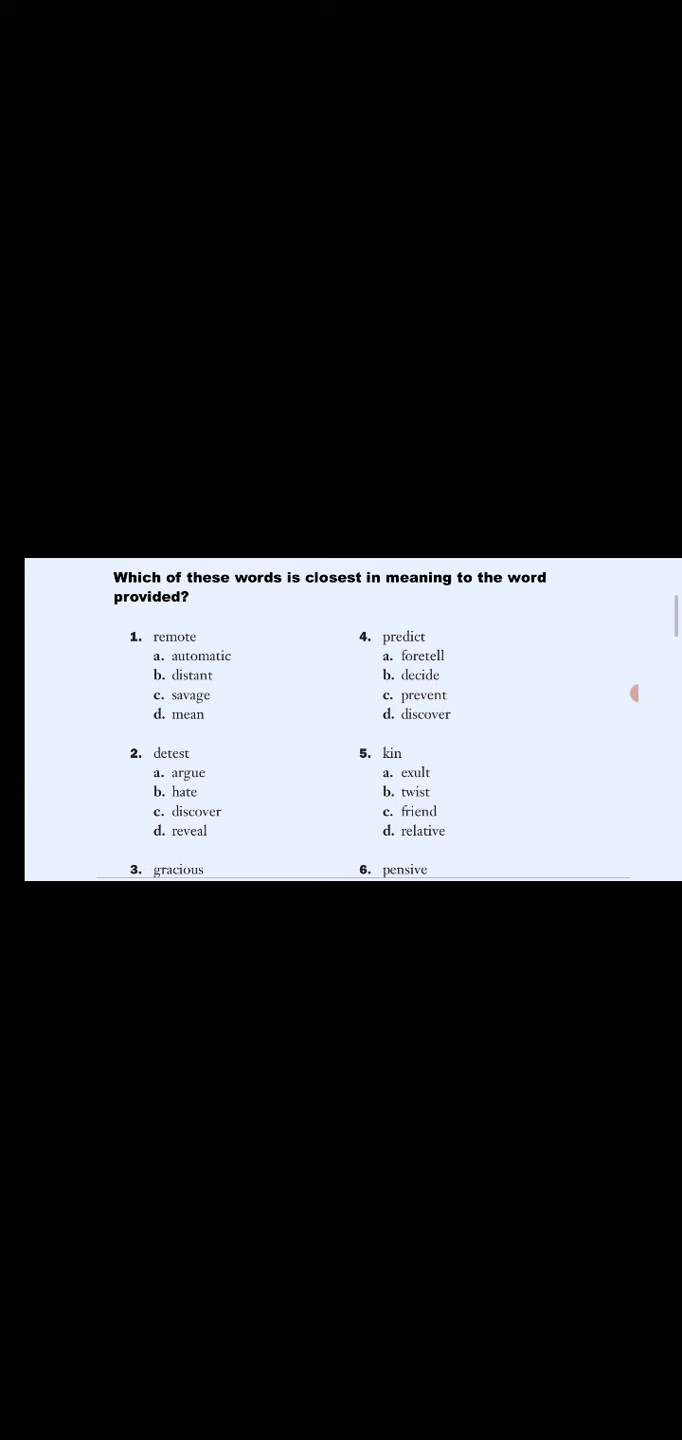 Which of these words is closest in meaning to the word
provided?
1. remote
a. automatic
b. distant
c. savage
d. mean
2. detest
a. argue
b. hate
c. discover
d. reveal
3. gracious
4. predict
a. foretell
b. decide
c. prevent
d. discover
5. kin
a. exult
b. twist
c. friend
d. relative
6. pensive